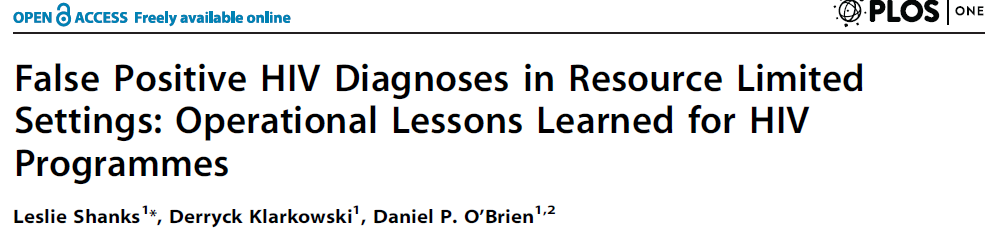 OPEN ACCESS Freely available online
PLOS | ONE
False Positive HIV Diagnoses in Resource Limited
Settings: Operational Lessons Learned for HIV
Programmes
Leslie Shanks1*, Derryck Klarkowski1, Daniel P. O'Brien1,2